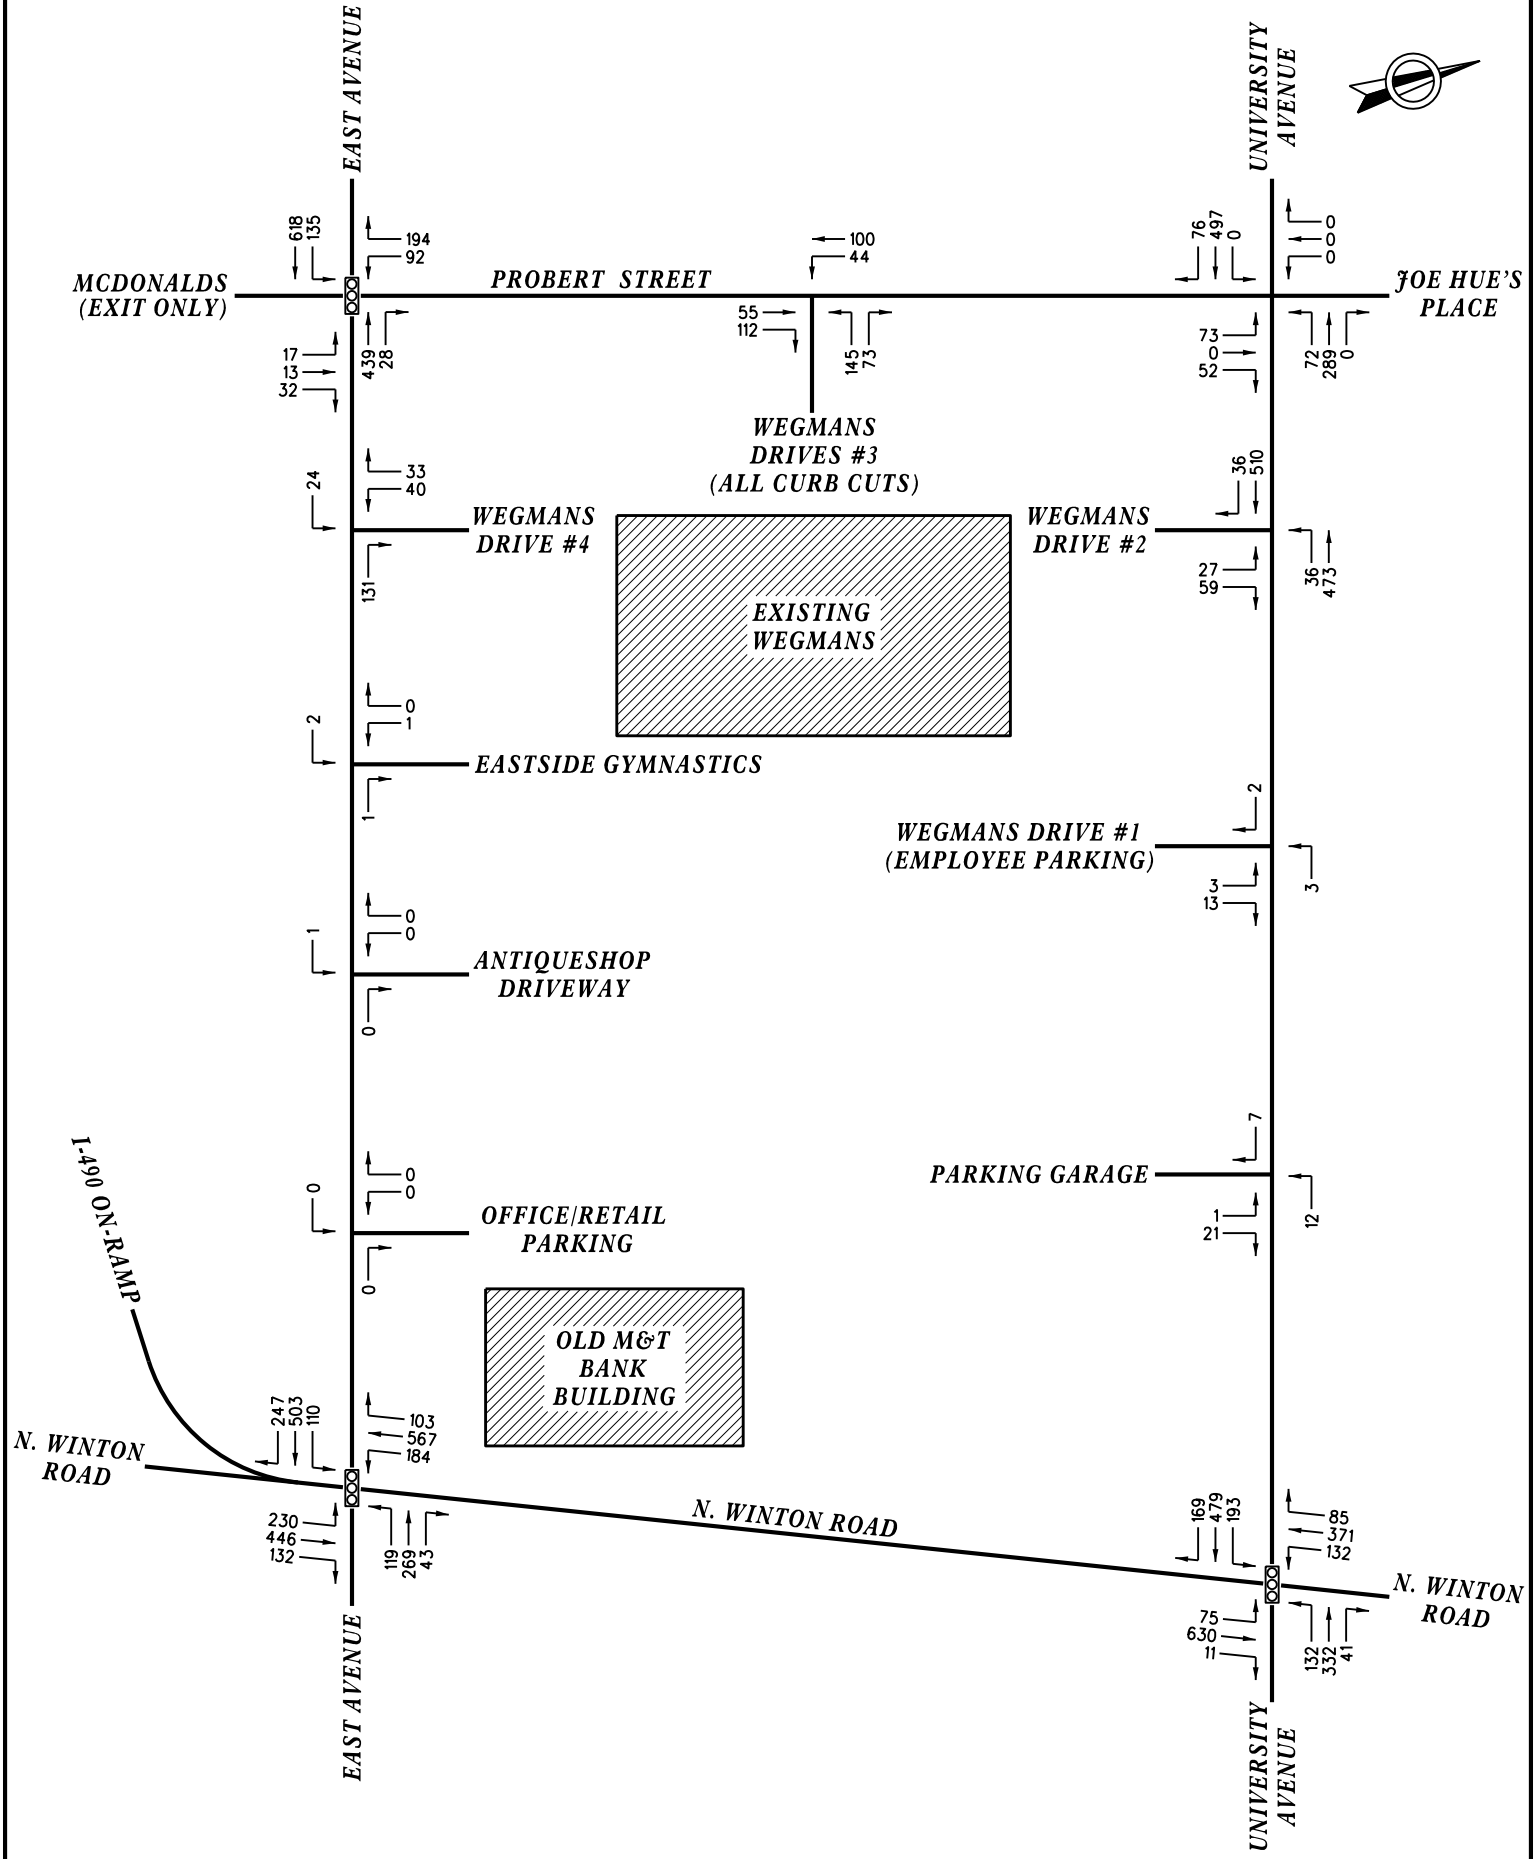 EAST AVENUE
UNIVERSITY
AVENUE
618
135
194
92
100
44
76
497
0
0
0
0
MCDONALDS
(EXIT ONLY)
PROBERT STREET
JOE HUE'S
PLACE
17
13
32
439
28
55
112
145
73
73
0
52
72
289
0
WEGMANS
DRIVES #3
(ALL CURB CUTS)
24
33
40
36
510
WEGMANS
DRIVE #4
WEGMANS
DRIVE #2
131
27
59
36
473
EXISTING
WEGMANS
2
0
1
EASTSIDE GYMNASTICS
1
2
WEGMANS DRIVE #1
(EMPLOYEE PARKING)
3
13
3
1
0
0
ANTIQUESHOP
DRIVEWAY
0
7
PARKING GARAGE
1
21
12
0
0
0
OFFICE/RETAIL
PARKING
0
I-490 ON-RAMP
OLD M&T
BANK
BUILDING
247
503
110
103
567
184
N. WINTON
ROAD
230
446
132
119
269
43
N. WINTON ROAD
169
479
193
85
371
132
N. WINTON
ROAD
75
630
11
132
332
41
EAST AVENUE
UNIVERSITY
AVENUE